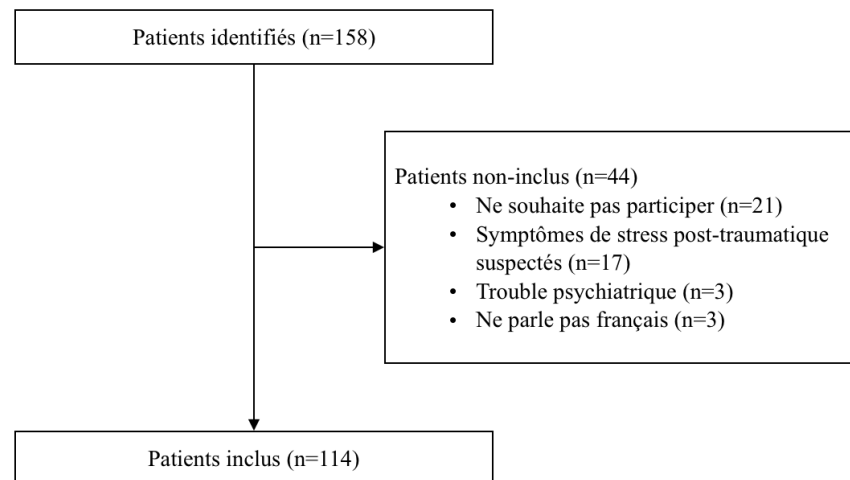 Patients identifiés (n=158)
Patients non-inclus (n=44)
• Ne souhaite pas participer (n=21)
• Symptômes de stress post-traumatique
suspectés (n=17)
• Trouble psychiatrique (n=3)
• Ne parle pas français (n=3)
Patients inclus (n=114)